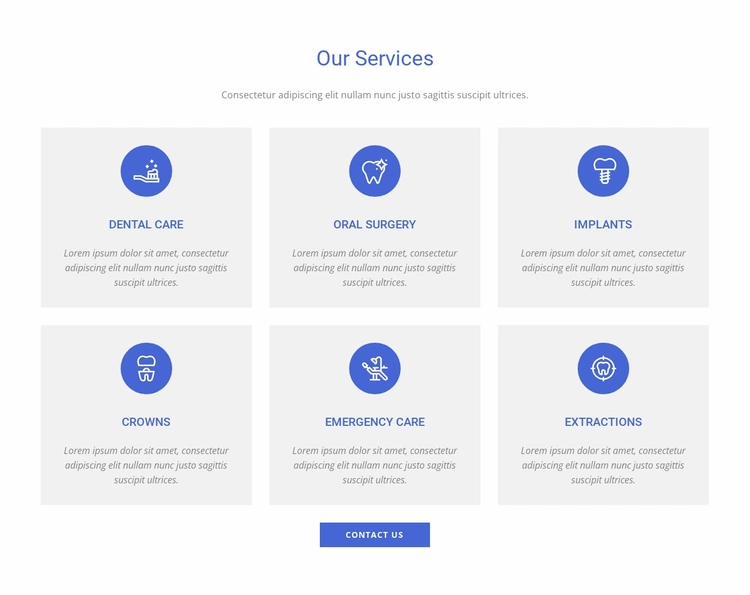 Our Services
Consectetur adipiscing elit nullam nunc justo sagittis suscipit ultrices.
DENTAL CARE
Lorem ipsum dolor sit amet, consectetur
adipiscing elit nullam nunc justo sagittis
suscipit ultrices.
ORAL SURGERY
Lorem ipsum dolor sit amet, consectetur
adipiscing elit nullam nunc justo sagittis
suscipit ultrices.
IMPLANTS
Lorem ipsum dolor sit amet, consectetur
adipiscing elit nullam nunc justo sagittis
suscipit ultrices.
CROWNS
Lorem ipsum dolor sit amet, consectetur
adipiscing elit nullam nunc justo sagittis
suscipit ultrices.
EMERGENCY CARE
Lorem ipsum dolor sit amet, consectetur
adipiscing elit nullam nunc justo sagittis
suscipit ultrices.
EXTRACTIONS
Lorem ipsum dolor sit amet, consectetur
adipiscing elit nullam nunc justo sagittis
suscipit ultrices.
CONTACT US